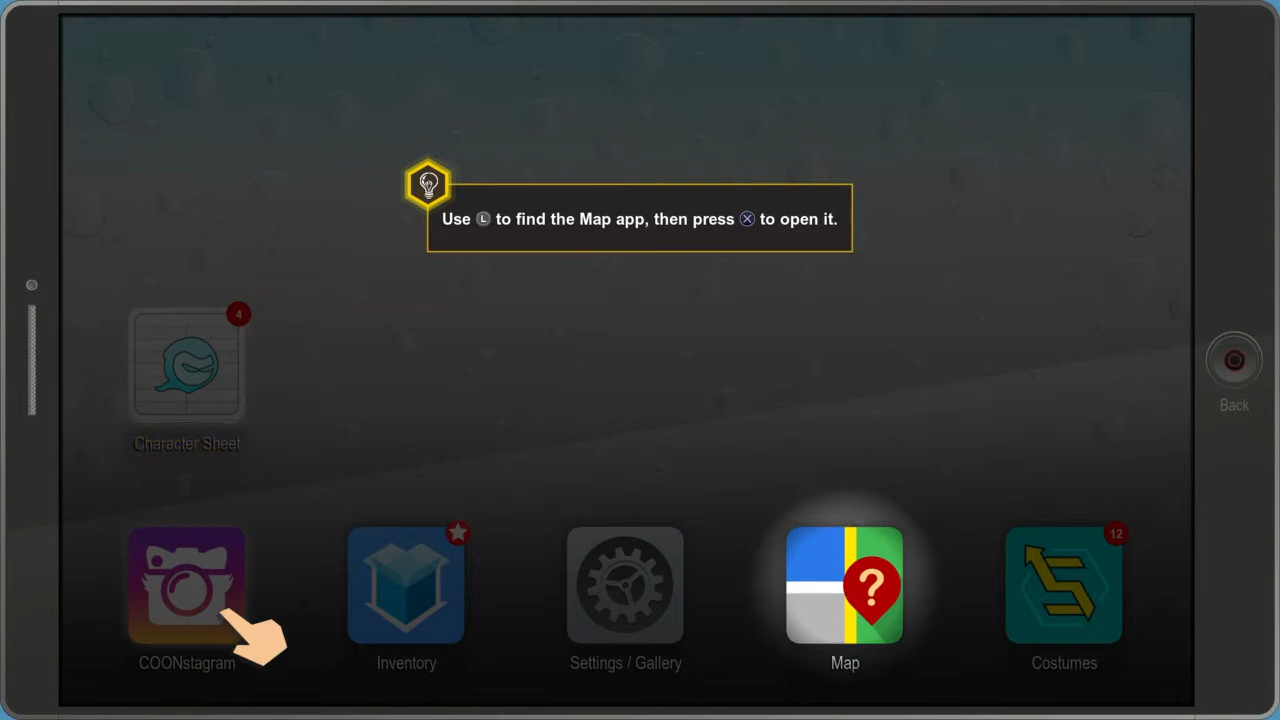 Use L to find the Map app, then press X to open it.
4
Character Sheet
Back
12
COONstagram
Inventory
Settings / Gallery
?
Map
Costumes